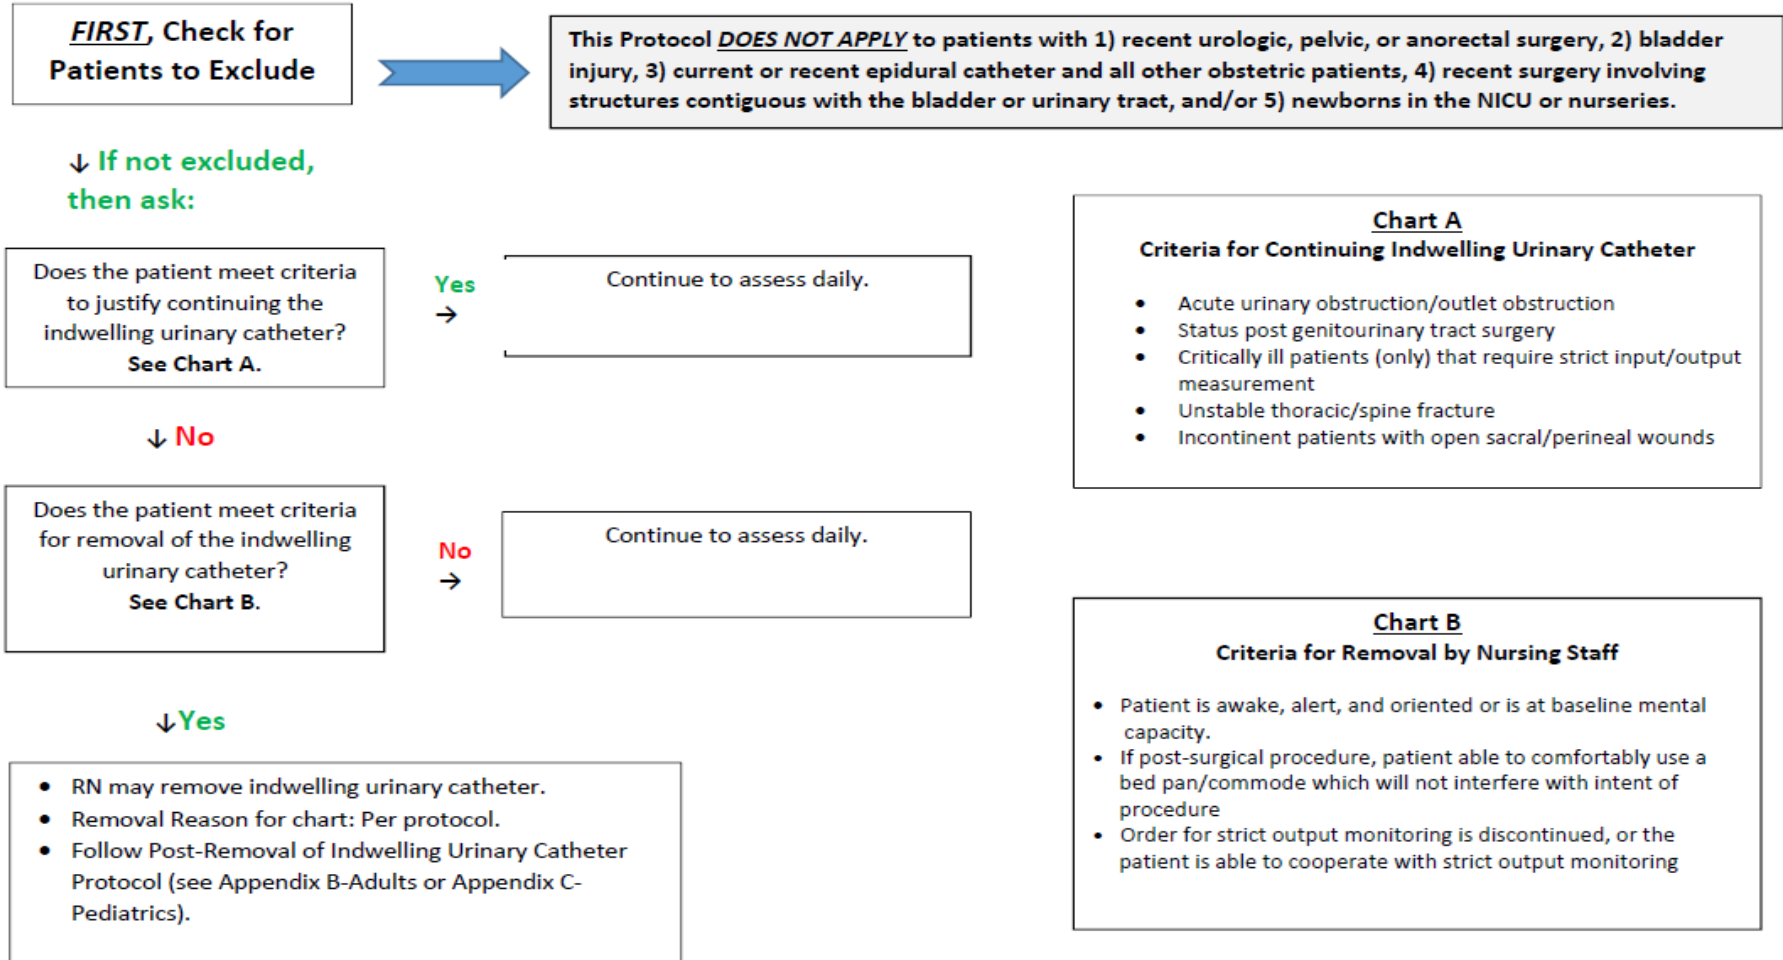 FIRST, Check for
Patients to Exclude
This Protocol DOES NOT APPLY to patients with 1) recent urologic, pelvic, or anorectal surgery, 2) bladder
injury, 3) current or recent epidural catheter and all other obstetric patients, 4) recent surgery involving
structures contiguous with the bladder or urinary tract, and/or 5) newborns in the NICU or nurseries.
↓ If not excluded,
then ask:
Does the patient meet criteria
to justify continuing the
indwelling urinary catheter?
See Chart A.
Yes
→
Continue to assess daily.
Chart A
Criteria for Continuing Indwelling Urinary Catheter
• Acute urinary obstruction/outlet obstruction
• Status post genitourinary tract surgery
• Critically ill patients (only) that require strict input/output
measurement
• Unstable thoracic/spine fracture
• Incontinent patients with open sacral/perineal wounds
↓ No
Does the patient meet criteria
for removal of the indwelling
urinary catheter?
See Chart B.
No
→
Continue to assess daily.
Chart B
Criteria for Removal by Nursing Staff
• Patient is awake, alert, and oriented or is at baseline mental
capacity.
• If post-surgical procedure, patient able to comfortably use a
bed pan/commode which will not interfere with intent of
procedure
• Order for strict output monitoring is discontinued, or the
patient is able to cooperate with strict output monitoring
↓Yes
• RN may remove indwelling urinary catheter.
• Removal Reason for chart: Per protocol.
• Follow Post-Removal of Indwelling Urinary Catheter
Protocol (see Appendix B-Adults or Appendix C-
Pediatrics).